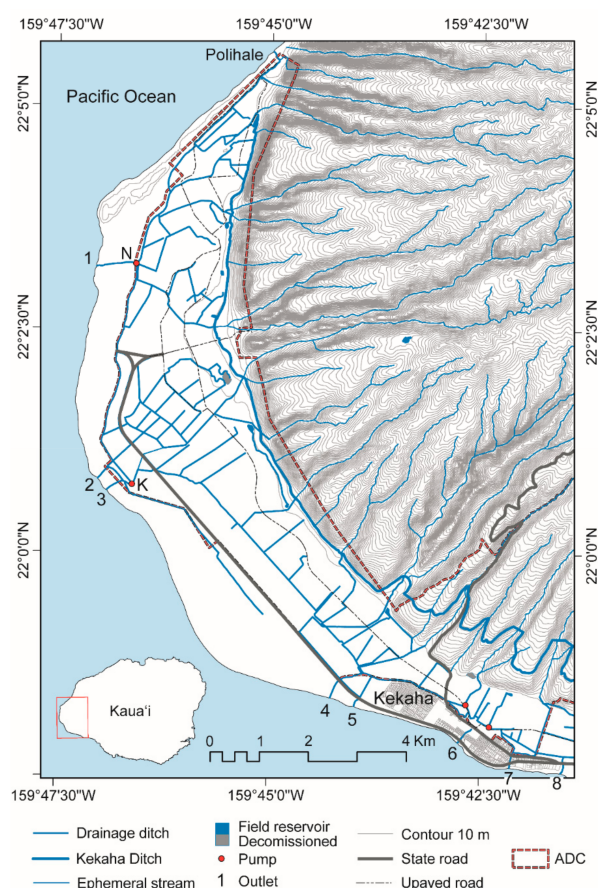 159°47'30"W 159°45'0"W 159°42'30"W
Polihale
Pacific Ocean
22°5'0"N 22°5'0"N
1 N
22°2'30"N 22°2'30"N
2 K
3
22°0'0"N 22°0'0"N
Kekaha
4 5
Kauaʻi
6
0 1 2 4 Km
7 8
159°47'30"W 159°45'0"W 159°42'30"W
Drainage ditch
Kekaha Ditch
Ephemeral stream
Field reservoir
Decomissioned
Pump
1 Outlet
Contour 10 m
State road
Upaved road
ADC